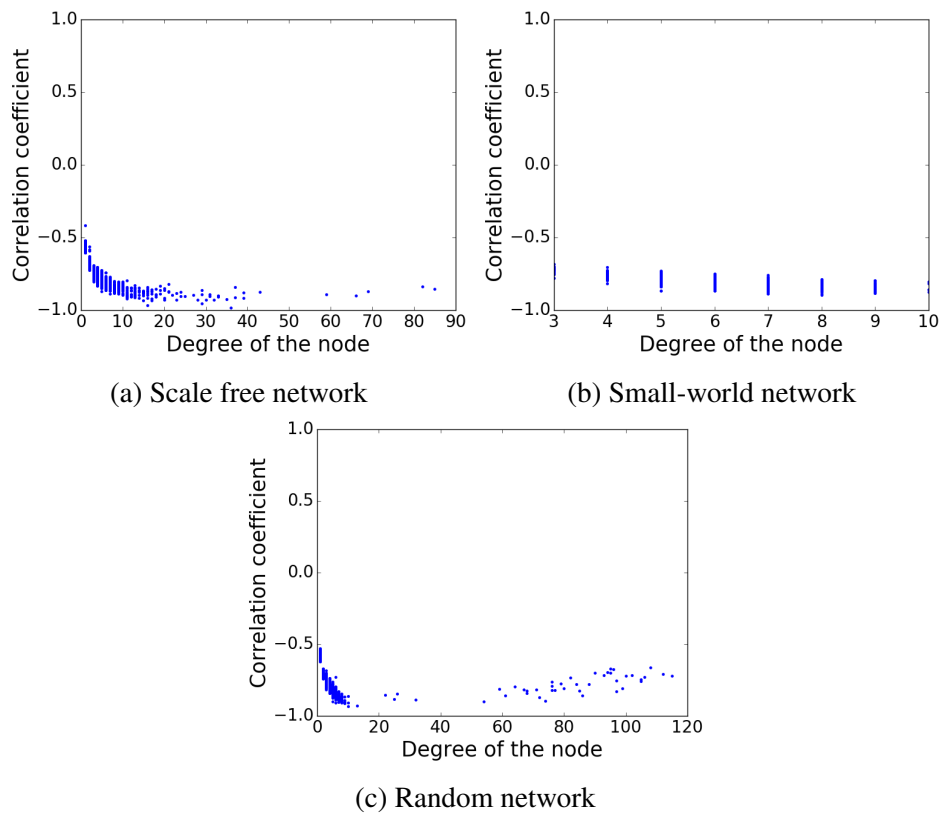 1.0
0.5
0.0
−0.5
−1.0
Correlation coefficient
0 10 20 30 40 50 60 70 80 90
Degree of the node
(a) Scale free network
1.0
0.5
0.0
−0.5
−1.0
Correlation coefficient
3 4 5 6 7 8 9 10
Degree of the node
(b) Small-world network
1.0
0.5
0.0
−0.5
−1.0
Correlation coefficient
0 20 40 60 80 100 120
Degree of the node
(c) Random network